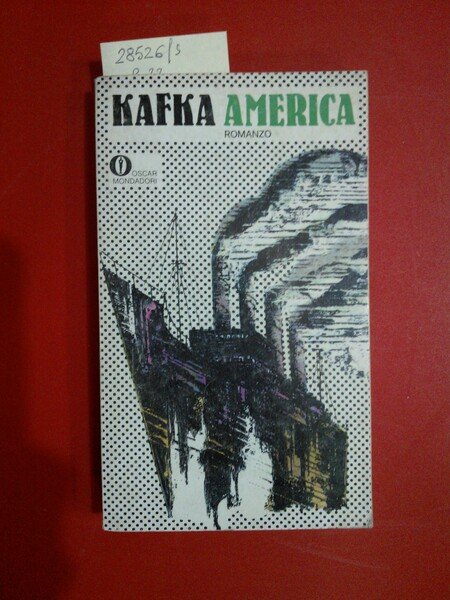 28526/s
KAFKA AMERICA
ROMANZO
OSCAR
MONDADORI